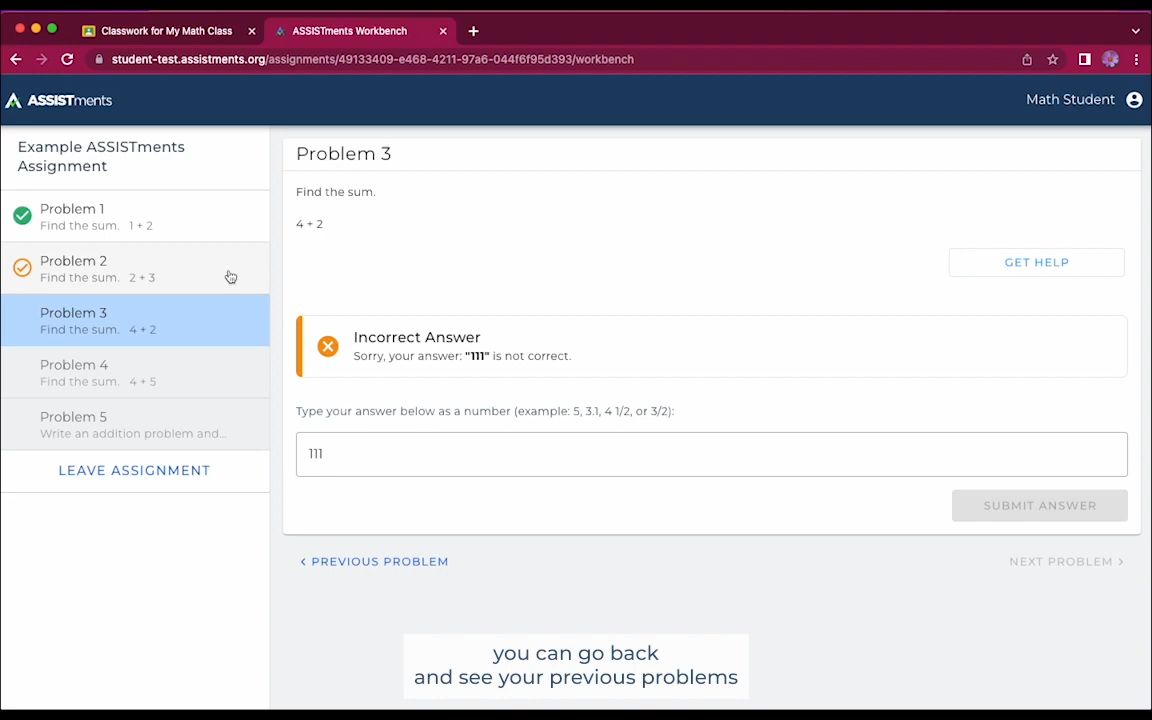 Classwork for My Math Class
ASSISTments Workbench
student-test.assistments.org/assignments/49133409-e468-4211-97a6-044f6f95d393/workbench
ASSISTments
Math Student
Example ASSISTments
Assignment
Problem 1
Find the sum. 1 + 2
Problem 2
Find the sum. 2 + 3
Problem 3
Find the sum. 4 + 2
Problem 4
Find the sum. 4 + 5
Problem 5
Write an addition problem and...
LEAVE ASSIGNMENT
Problem 3
Find the sum.
4 + 2
GET HELP
Incorrect Answer
Sorry, your answer: "111" is not correct.
Type your answer below as a number (example: 5, 3.1, 4 1/2, or 3/2):
111
SUBMIT ANSWER
< PREVIOUS PROBLEM
NEXT PROBLEM >
you can go back
and see your previous problems